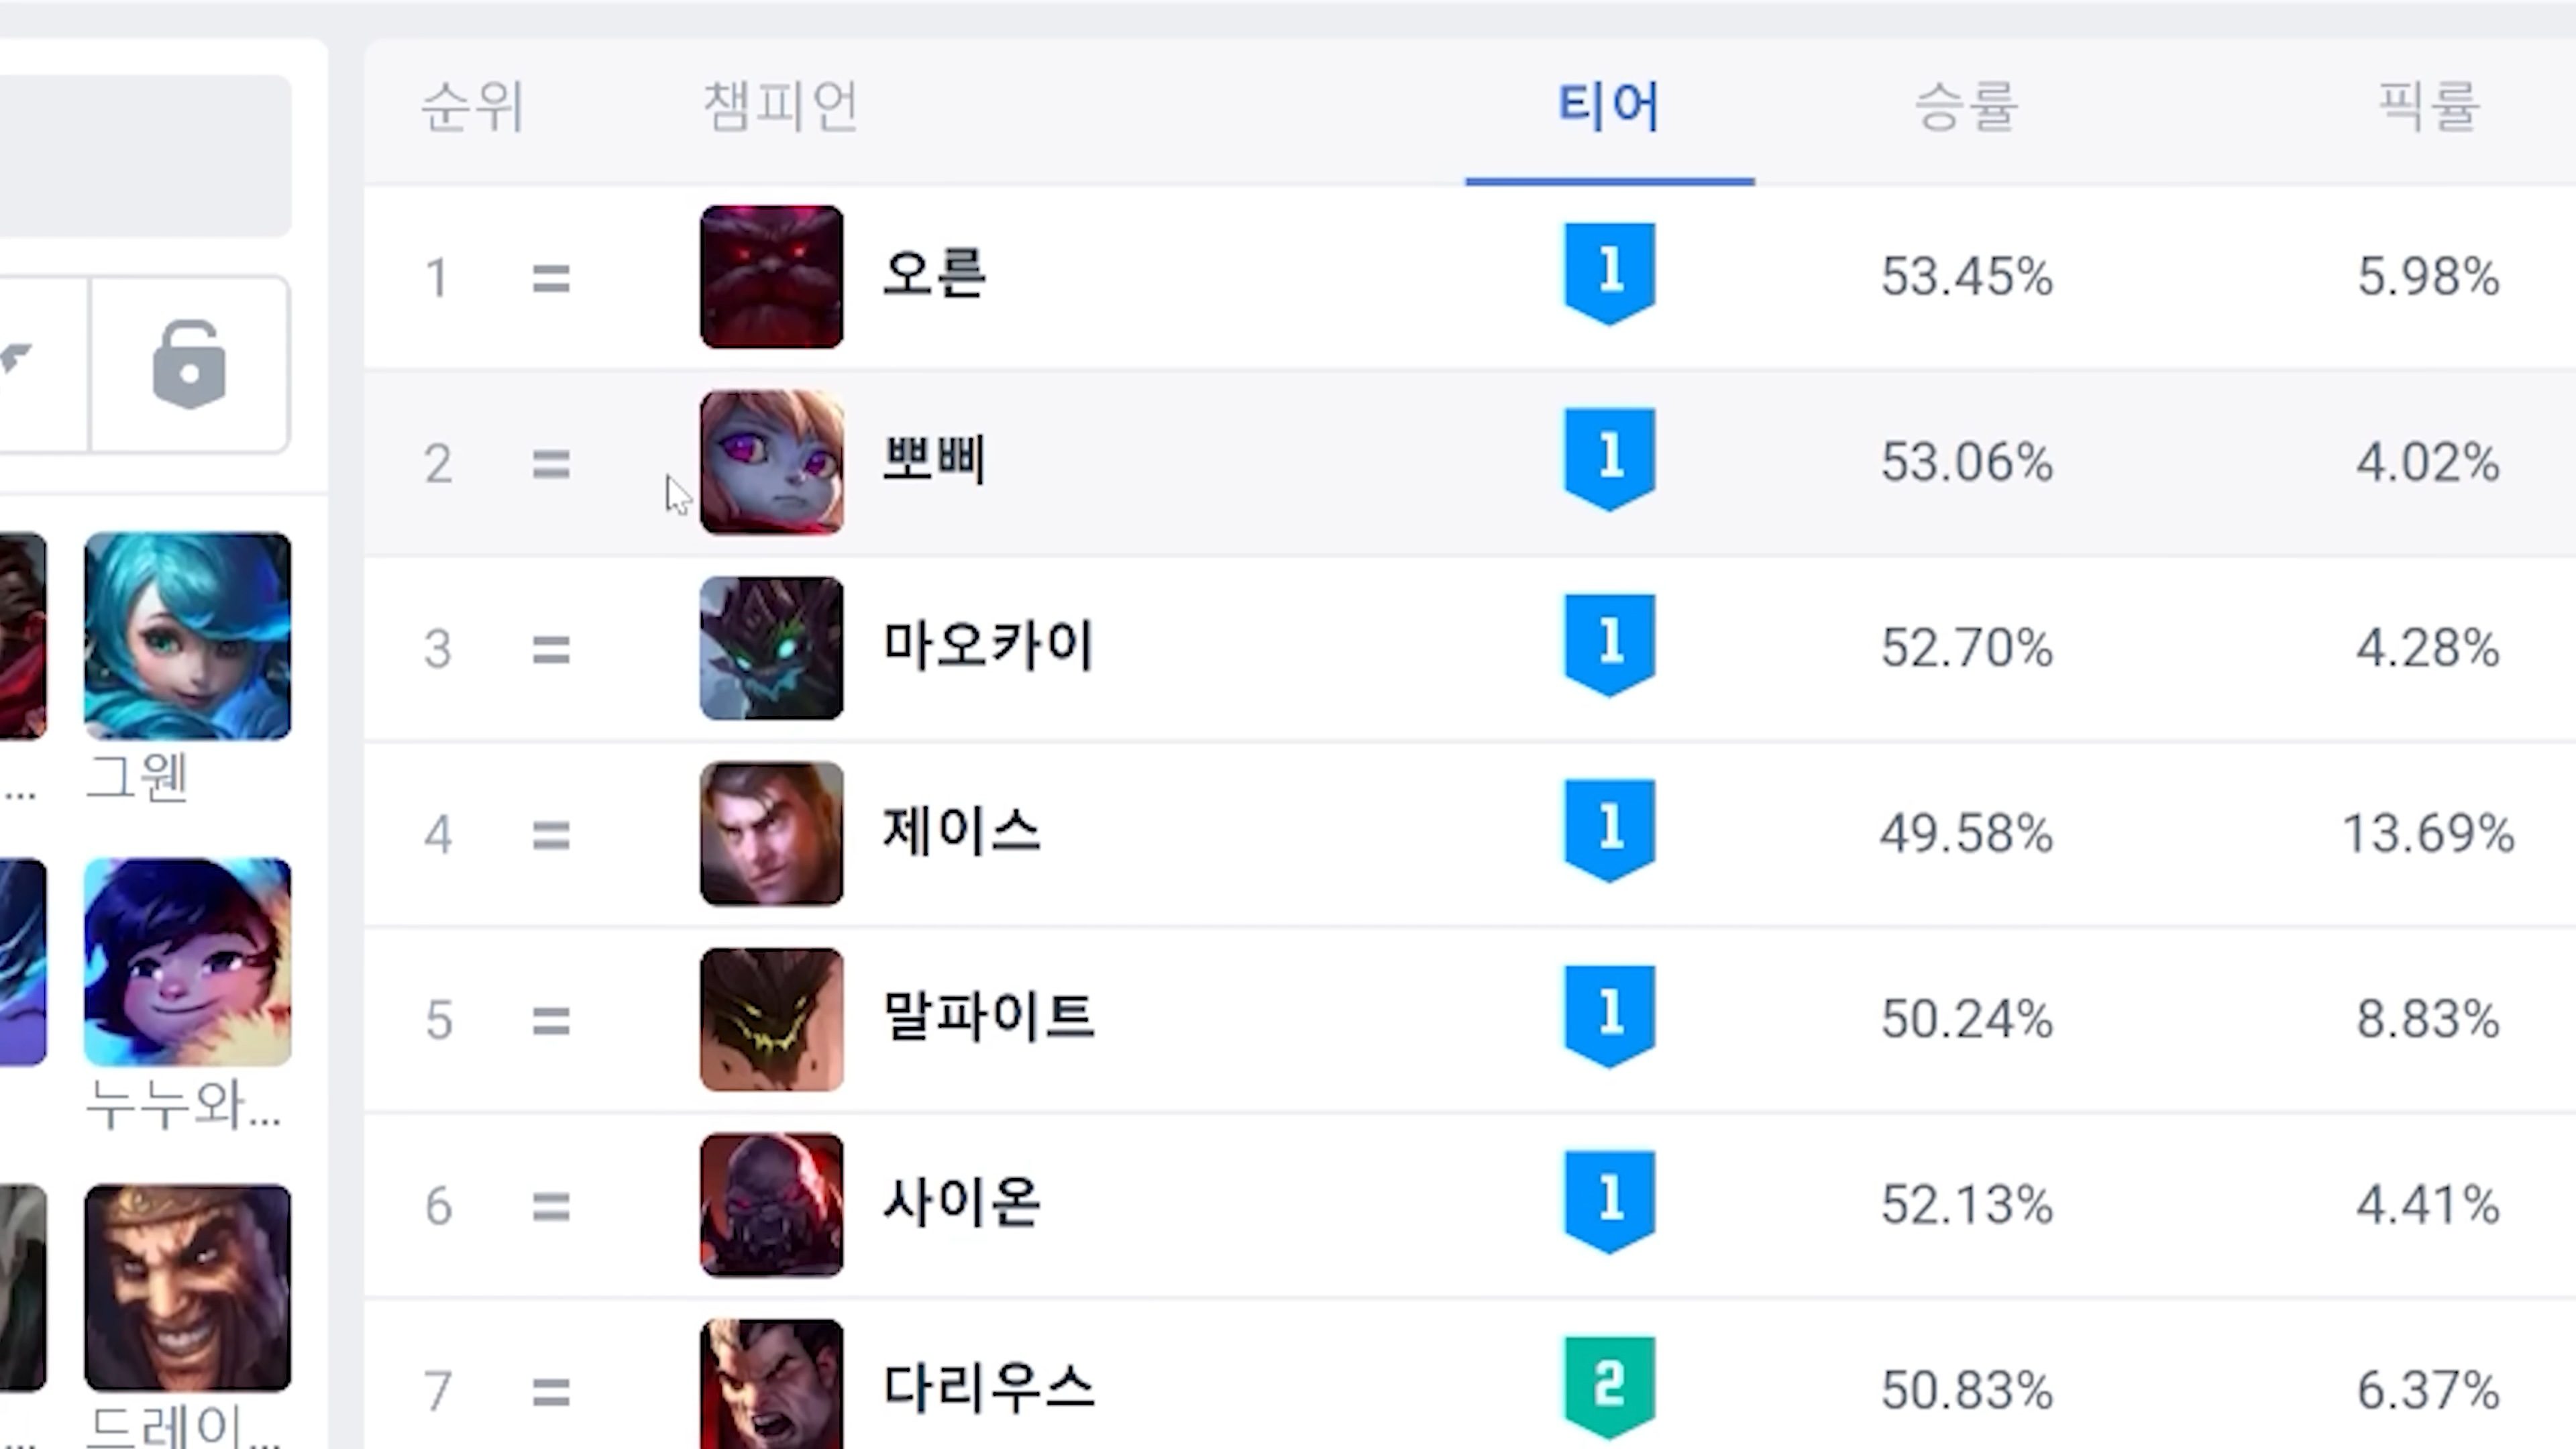 순위 챔피언 티어 승률 픽률
1 = 오른 1 53.45% 5.98%
2 = 뽀삐 1 53.06% 4.02%
3 = 마오카이 1 52.70% 4.28%
4 = 제이스 1 49.58% 13.69%
5 = 말파이트 1 50.24% 8.83%
6 = 사이온 1 52.13% 4.41%
7 = 다리우스 2 50.83% 6.37%
... 그웬
누누와...
... 드레이...